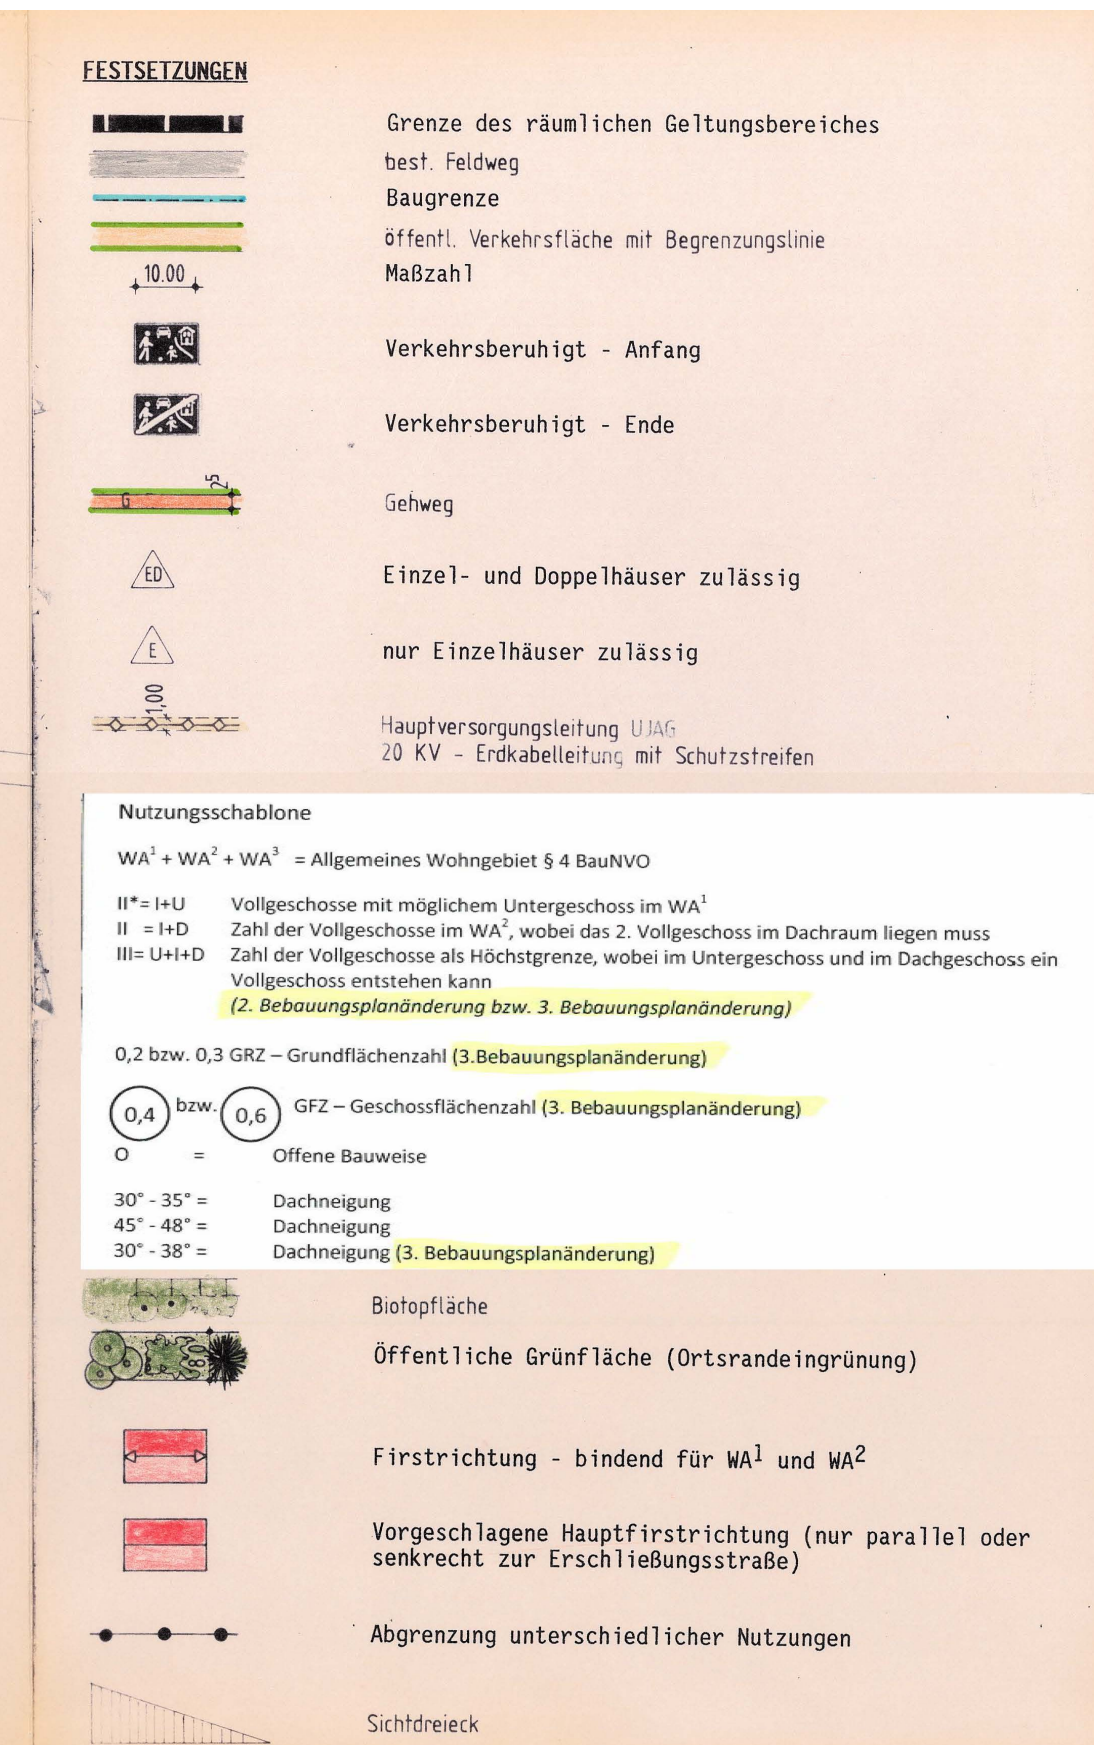 FESTSETZUNGEN
Grenze des räumlichen Geltungsbereiches
best. Feldweg
Baugrenze
öffentl. Verkehrsfläche mit Begrenzungslinie
10.00 Maßzahl
Verkehrsberuhigt - Anfang
Verkehrsberuhigt - Ende
25
G Gehweg
ED Einzel- und Doppelhäuser zulässig
E nur Einzelhäuser zulässig
1,00
Hauptversorgungsleitung UJAG
20 KV - Erdkabelleitung mit Schutzstreifen
Nutzungsschablone
WA¹ + WA² + WA³ = Allgemeines Wohngebiet § 4 BauNVO
II*= I+U Vollgeschosse mit möglichem Untergeschoss im WA¹
II = I+D Zahl der Vollgeschosse im WA², wobei das 2. Vollgeschoss im Dachraum liegen muss
III= U+I+D Zahl der Vollgeschosse als Höchstgrenze, wobei im Untergeschoss und im Dachgeschoss ein
Vollgeschoss entstehen kann
(2. Bebauungsplanänderung bzw. 3. Bebauungsplanänderung)
0,2 bzw. 0,3 GRZ – Grundflächenzahl (3.Bebauungsplanänderung)
0,4 bzw. 0,6 GFZ – Geschossflächenzahl (3. Bebauungsplanänderung)
O = Offene Bauweise
30° - 35° = Dachneigung
45° - 48° = Dachneigung
30° - 38° = Dachneigung (3. Bebauungsplanänderung)
Biotopfläche
8.0 Öffentliche Grünfläche (Ortsrandeingrünung)
Firstrichtung - bindend für WA¹ und WA²
Vorgeschlagene Hauptfirstrichtung (nur parallel oder
senkrecht zur Erschließungsstraße)
Abgrenzung unterschiedlicher Nutzungen
Sichtdreieck